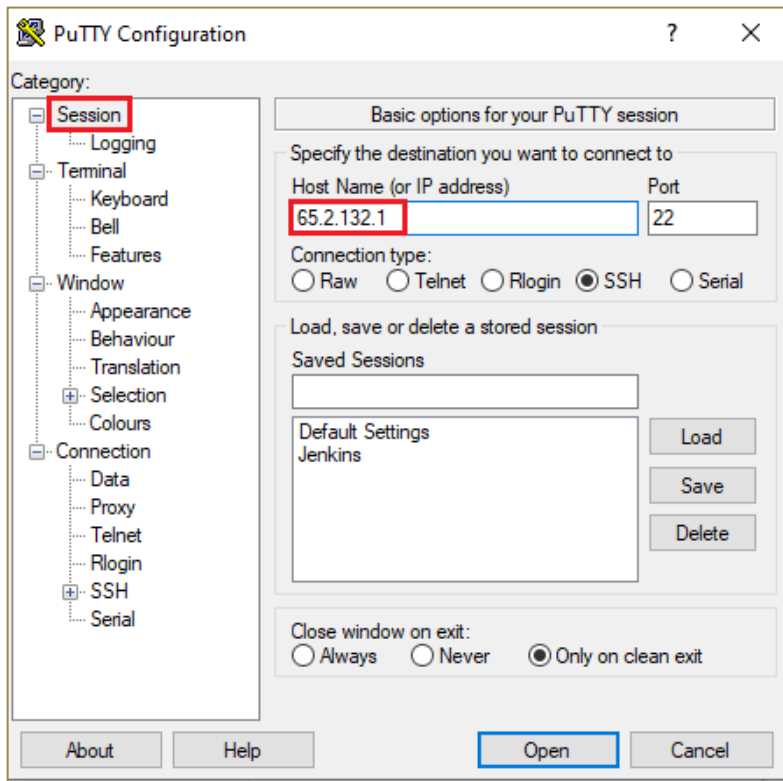 PuTTY Configuration ? ×
Category:
Session
Logging
Terminal
Keyboard
Bell
Features
Window
Appearance
Behaviour
Translation
Selection
Colours
Connection
Data
Proxy
Telnet
Rlogin
SSH
Serial
Basic options for your PuTTY session
Specify the destination you want to connect to
Host Name (or IP address) Port
65.2.132.1 22
Connection type:
Raw Telnet Rlogin SSH Serial
Load, save or delete a stored session
Saved Sessions
Default Settings
Jenkins
Load
Save
Delete
Close window on exit:
Always Never Only on clean exit
About Help Open Cancel